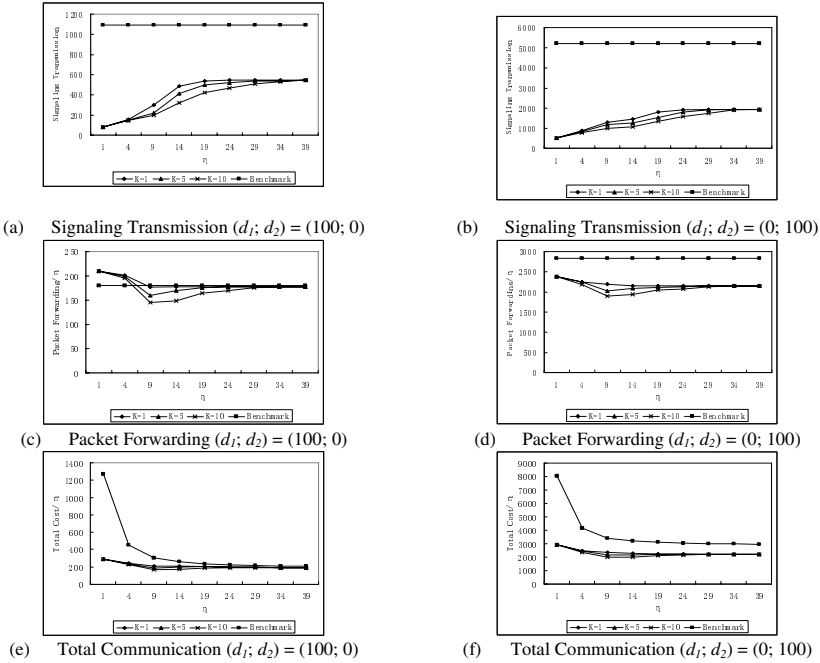 1200
1000
800
600
400
200
0
Signaling Transmission
1 4 9 14 19 24 29 34 39
η
K=1 K=5 K=10 Benchmark
(a) Signaling Transmission (d1; d2) = (100; 0)
6000
5000
4000
3000
2000
1000
0
Signaling Transmission
1 4 9 14 19 24 29 34 39
η
K=1 K=5 K=10 Benchmark
(b) Signaling Transmission (d1; d2) = (0; 100)
250
200
150
100
50
0
Packet Forwarding/ η
1 4 9 14 19 24 29 34 39
η
K=1 K=5 K=10 Benchmark
(c) Packet Forwarding (d1; d2) = (100; 0)
3000
2500
2000
1500
1000
500
0
Packet Forwarding/ η
1 4 9 14 19 24 29 34 39
η
K=1 K=5 K=10 Benchmark
(d) Packet Forwarding (d1; d2) = (0; 100)
1400
1200
1000
800
600
400
200
0
Total Cost/ η
1 4 9 14 19 24 29 34 39
η
K=1 K=5 K=10 Benchmark
(e) Total Communication (d1; d2) = (100; 0)
9000
8000
7000
6000
5000
4000
3000
2000
1000
0
Total Cost/ η
1 4 9 14 19 24 29 34 39
η
K=1 K=5 K=10 Benchmark
(f) Total Communication (d1; d2) = (0; 100)